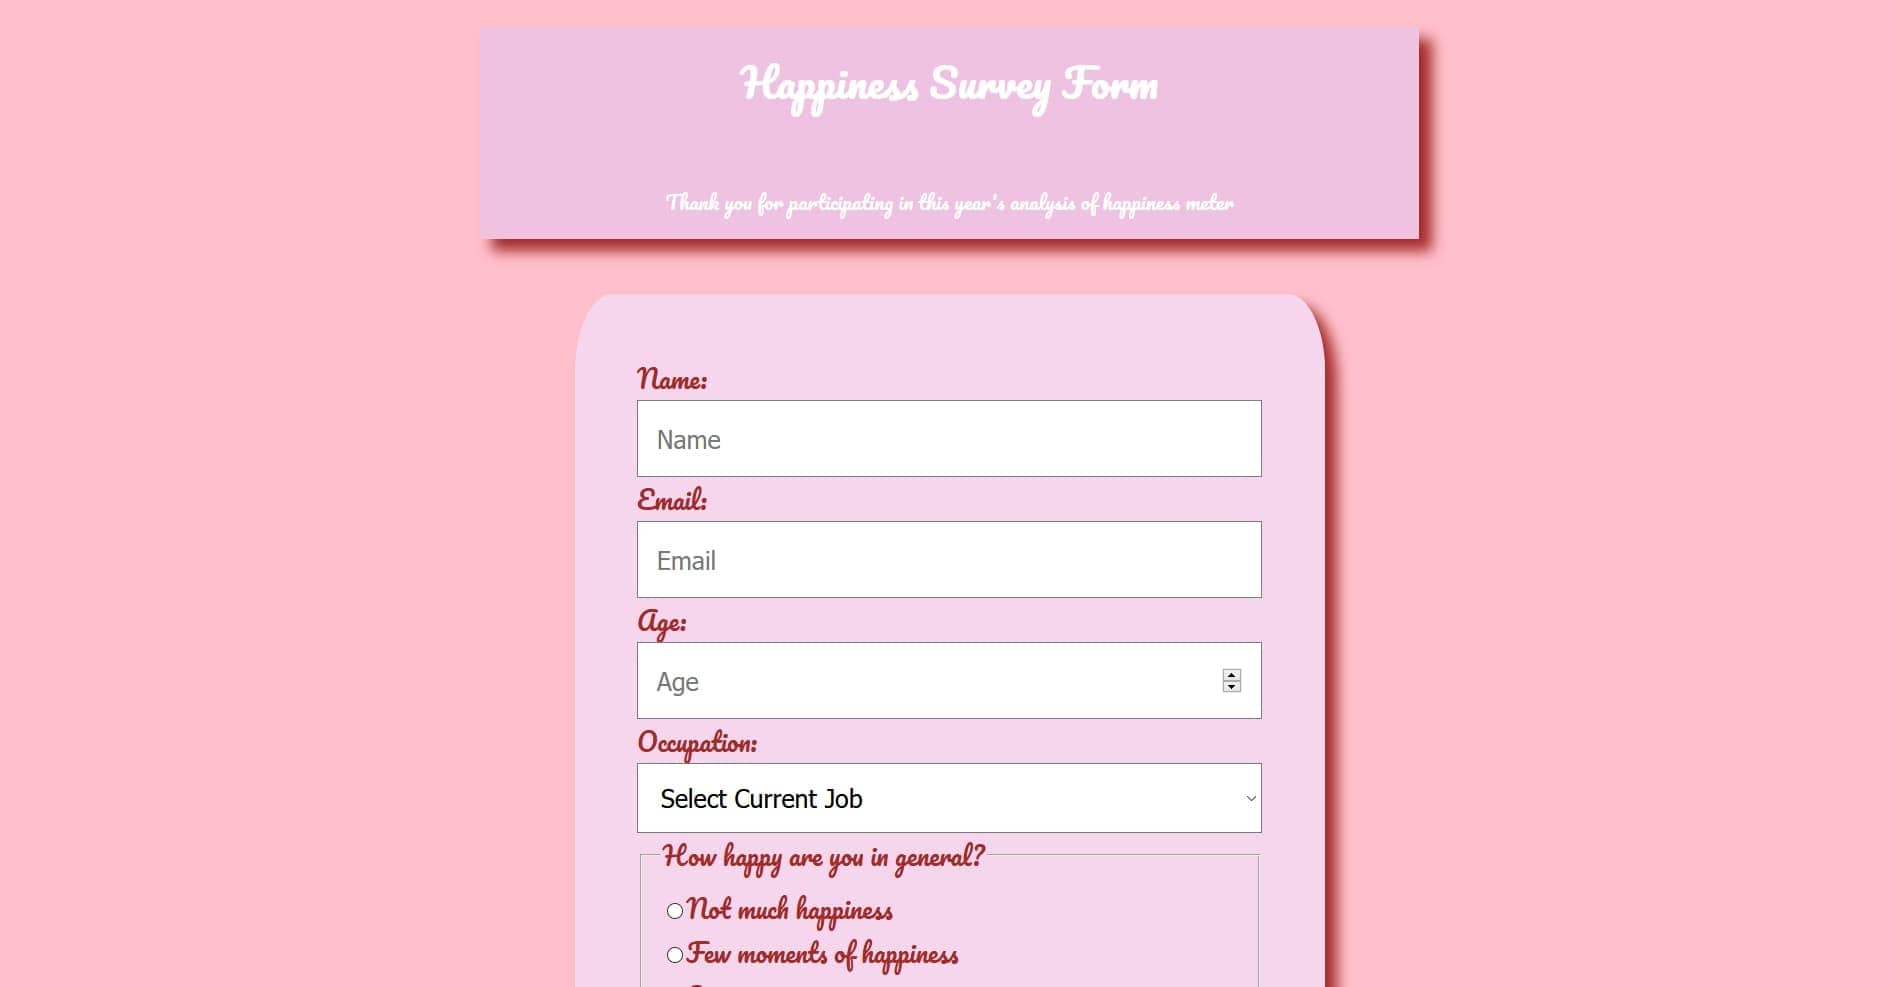 Happiness Survey Form
Thank you for participating in this year's analysis of happiness meter
Name:
Name
Email:
Email
Age:
Age
Occupation:
Select Current Job
How happy are you in general?
Not much happiness
Few moments of happiness